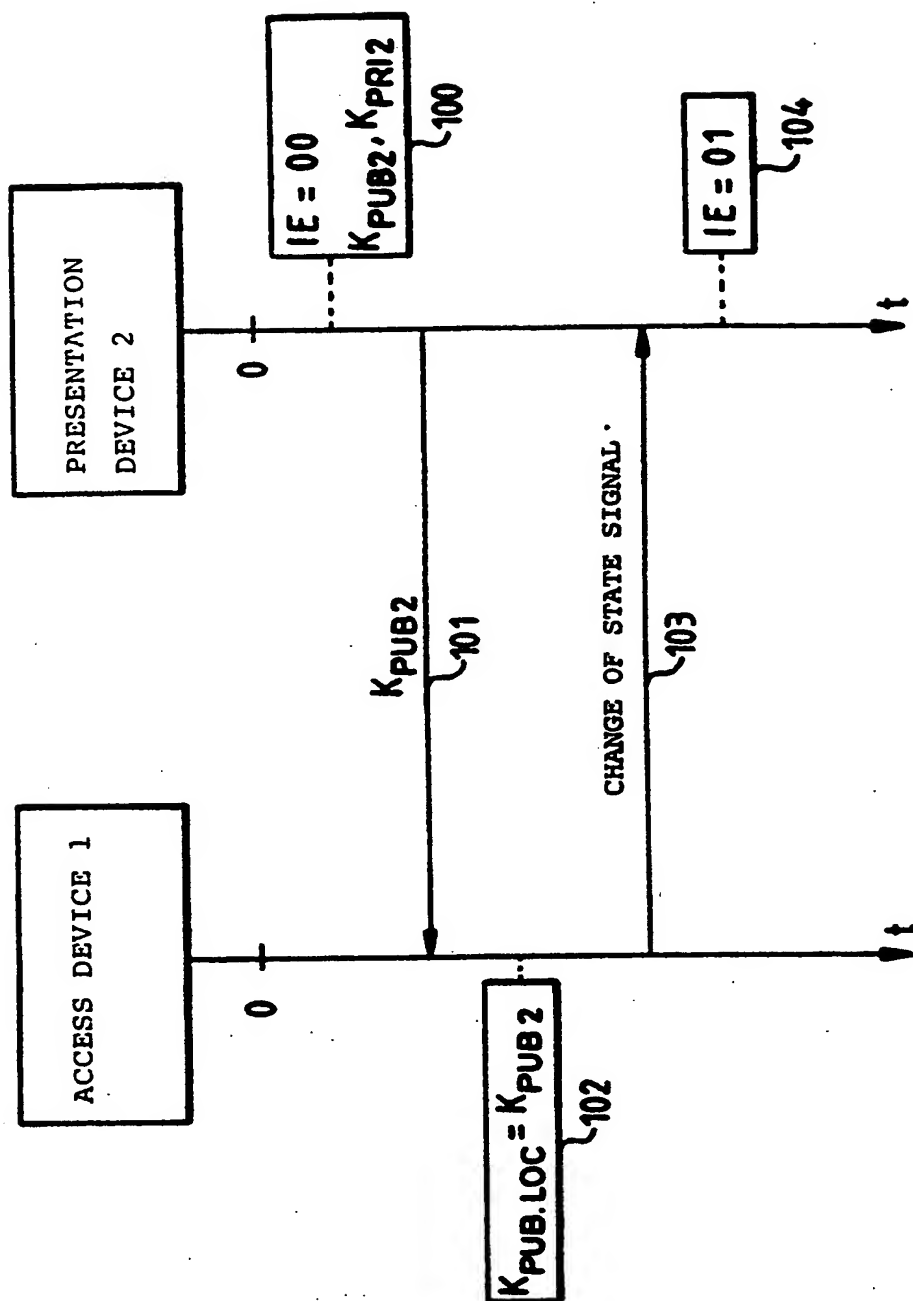 ACCESS DEVICE 1
PRESENTATION
DEVICE 2
0
0
IE = 00
KPUB2, KPRI2
100
KPUB2
101
KPUB.LOC = KPUB2
102
CHANGE OF STATE SIGNAL
103
IE = 01
104
t
t